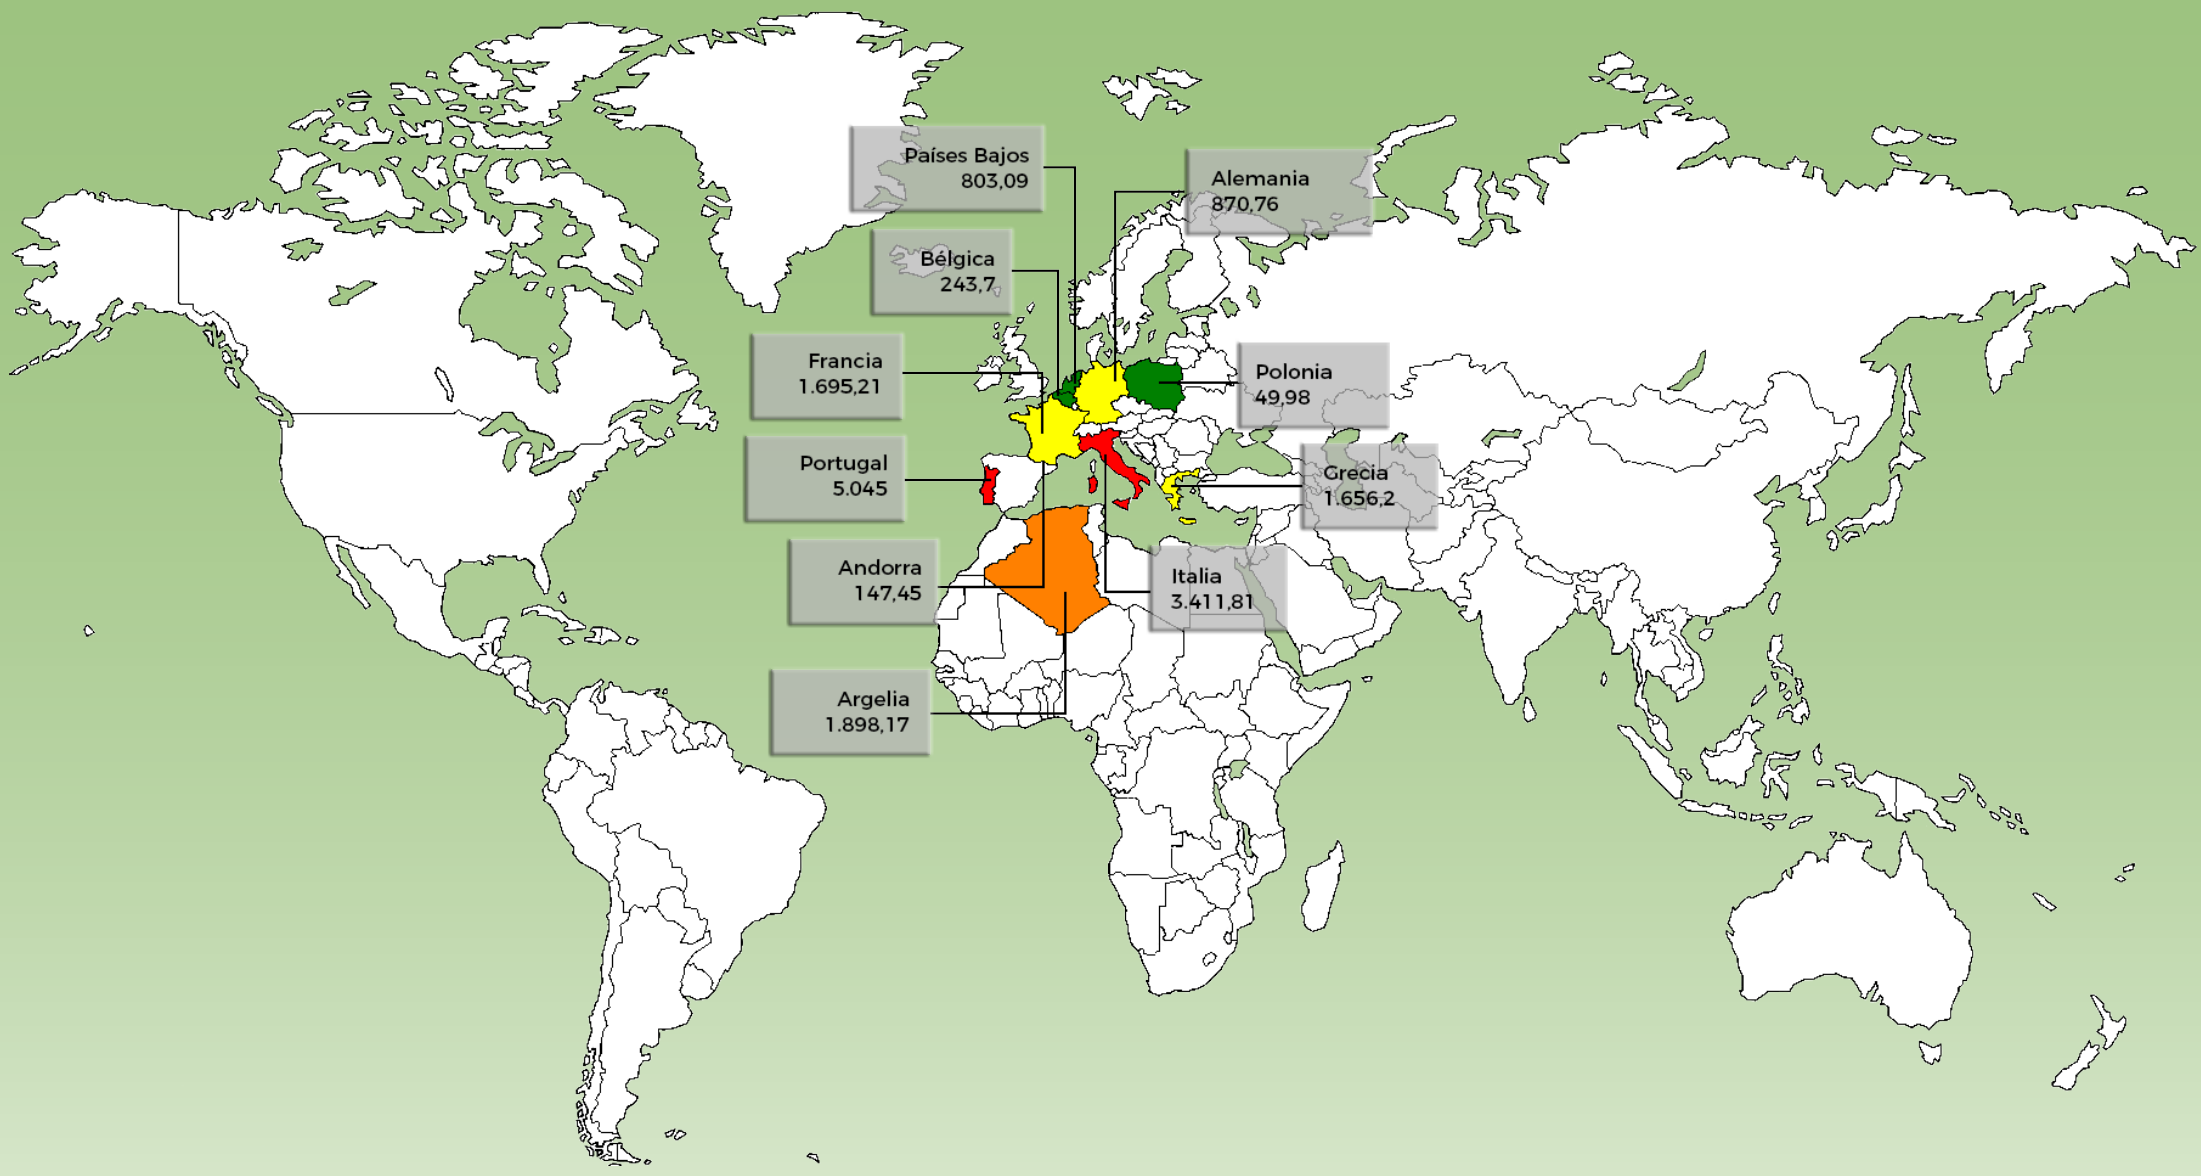 Países Bajos
803,09
Alemania
870,76
Bélgica
243,7
Francia
1.695,21
Polonia
49,98
Portugal
5.045
Grecia
1.656,2
Andorra
147,45
Italia
3.411,81
Argelia
1.898,17